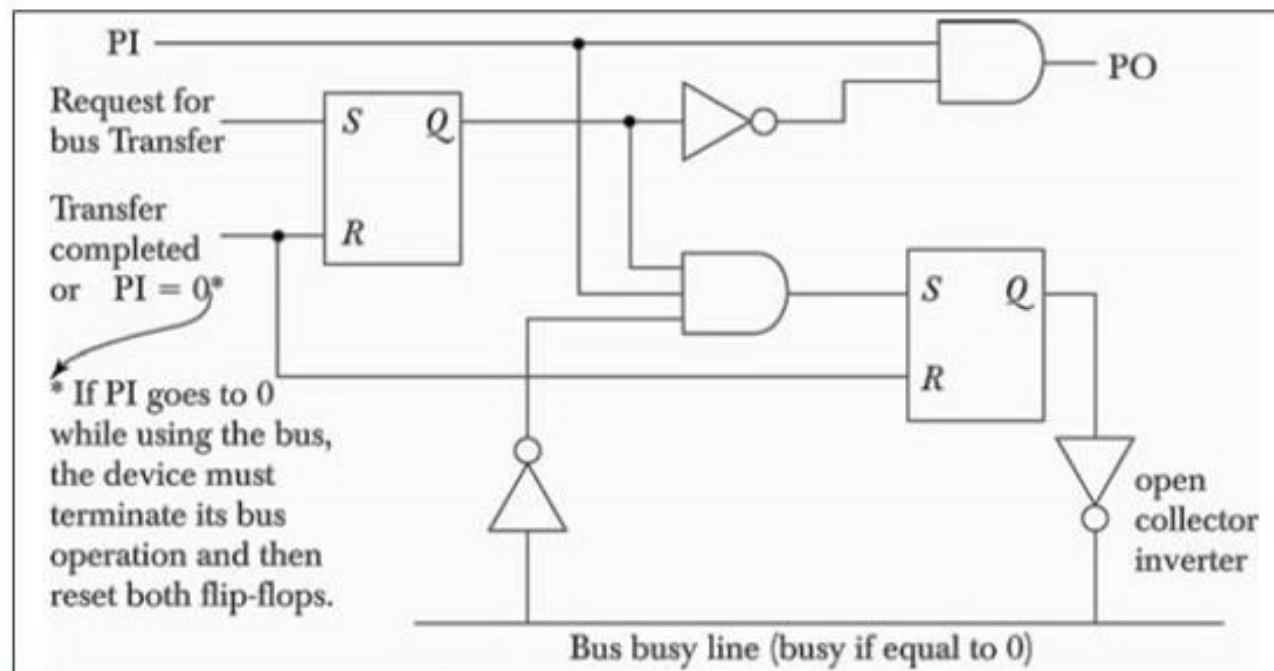 PI
PO
Request for
bus Transfer
S
Q
Transfer
completed
or PI = 0*
R
S
Q
R
* If PI goes to 0
while using the bus,
the device must
terminate its bus
operation and then
reset both flip-flops.
open
collector
inverter
Bus busy line (busy if equal to 0)